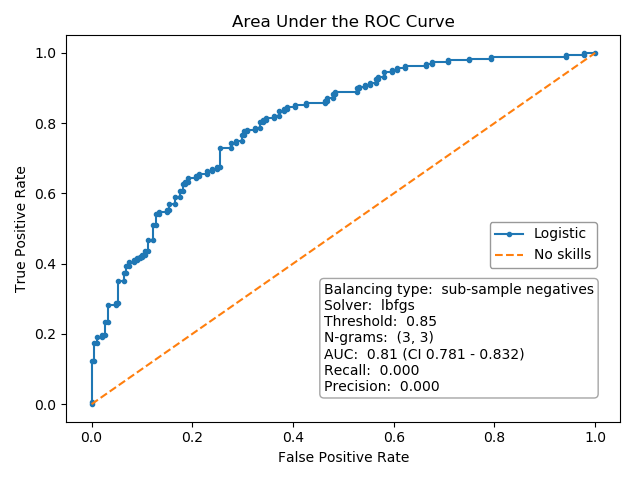 Area Under the ROC Curve
True Positive Rate
1.0
0.8
0.6
0.4
0.2
0.0
Logistic
No skills
Balancing type:  sub-sample negatives
Solver:  lbfgs
Threshold:  0.85
N-grams:  (3, 3)
AUC:  0.81 (CI 0.781 - 0.832)
Recall:  0.000
Precision:  0.000
0.0 0.2 0.4 0.6 0.8 1.0
False Positive Rate